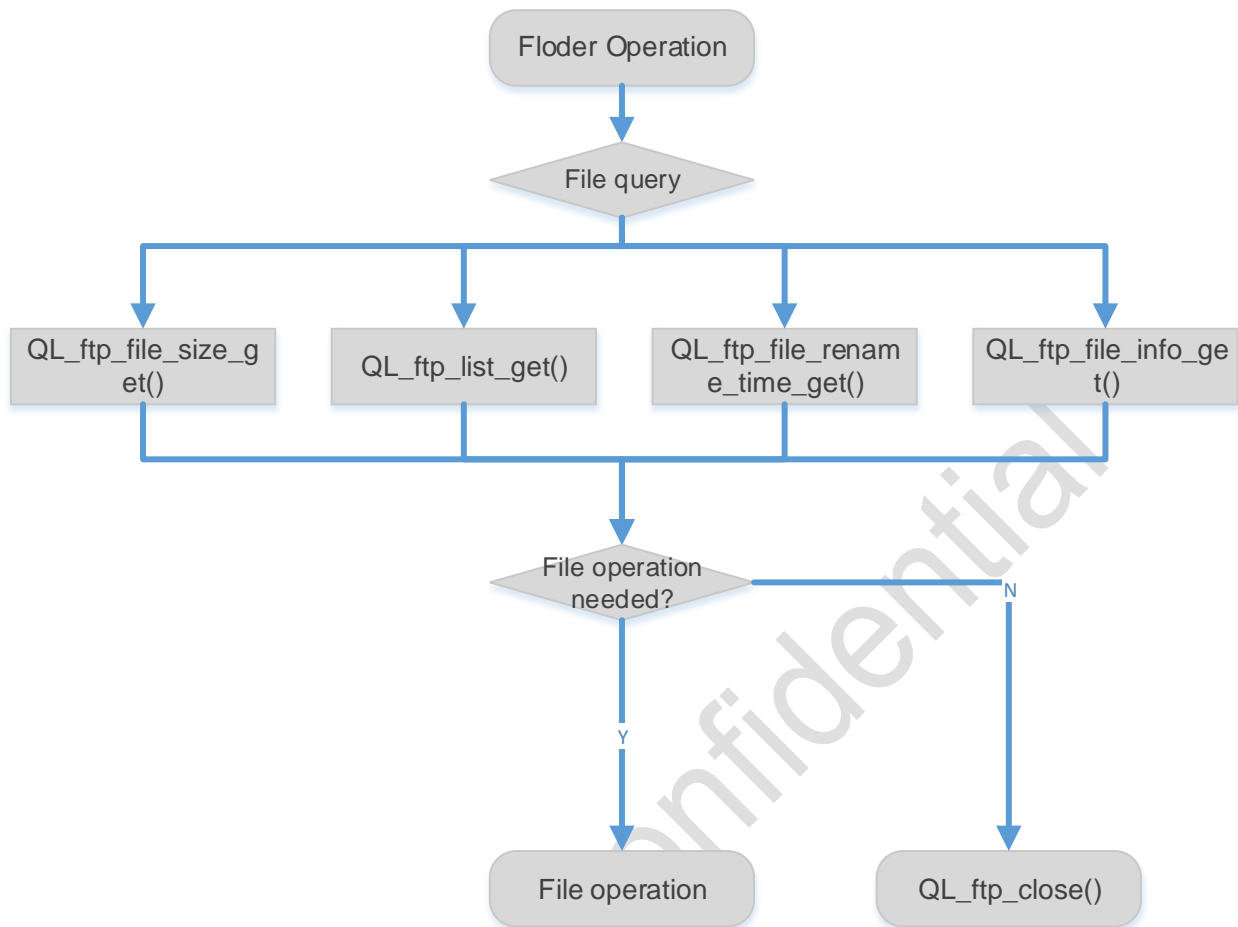 Floder Operation
File query
QL_ftp_file_size_g
et()
QL_ftp_list_get()
QL_ftp_file_renam
e_time_get()
QL_ftp_file_info_ge
t()
File operation
needed?
N
Y
onfidential
File operation
QL_ftp_close()